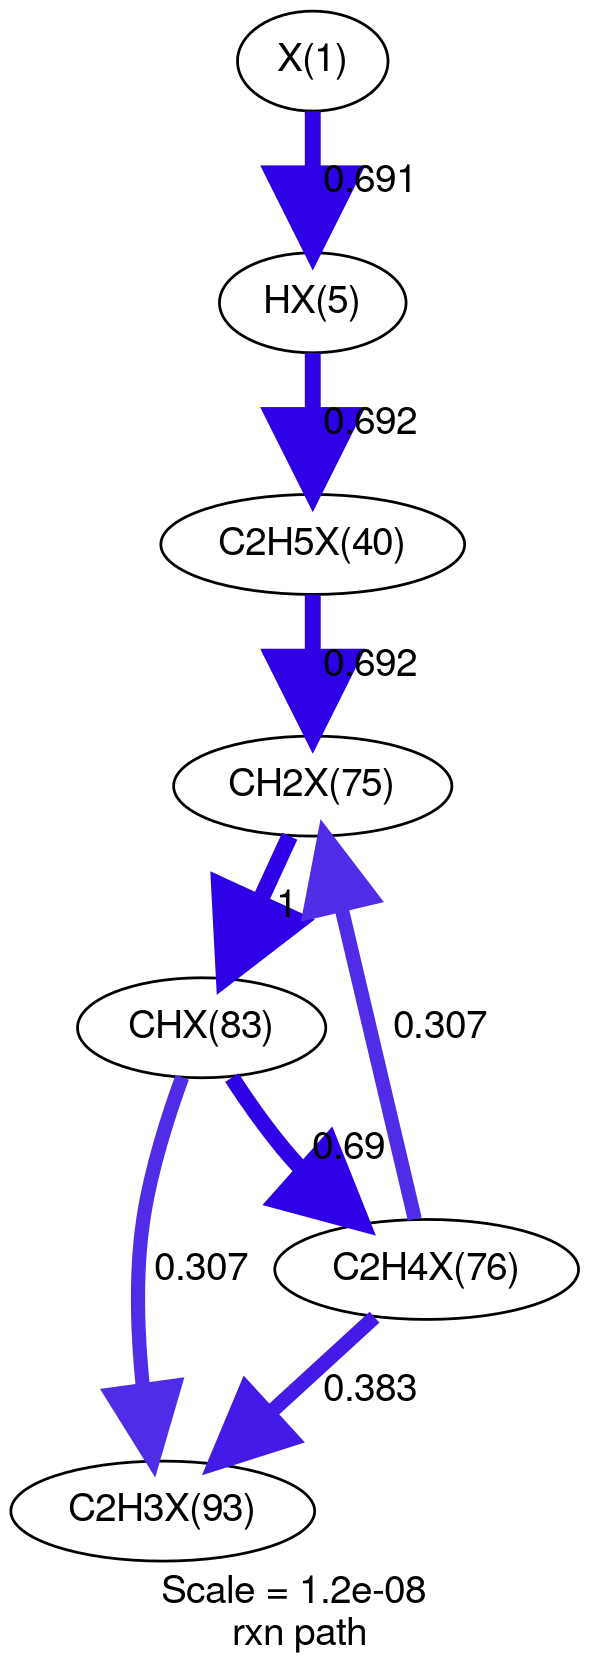 X(1)
0.691
HX(5)
0.692
C2H5X(40)
0.692
CH2X(75)
1
CHX(83)
0.307
0.69
0.307
C2H4X(76)
0.383
C2H3X(93)
Scale = 1.2e-08
rxn path